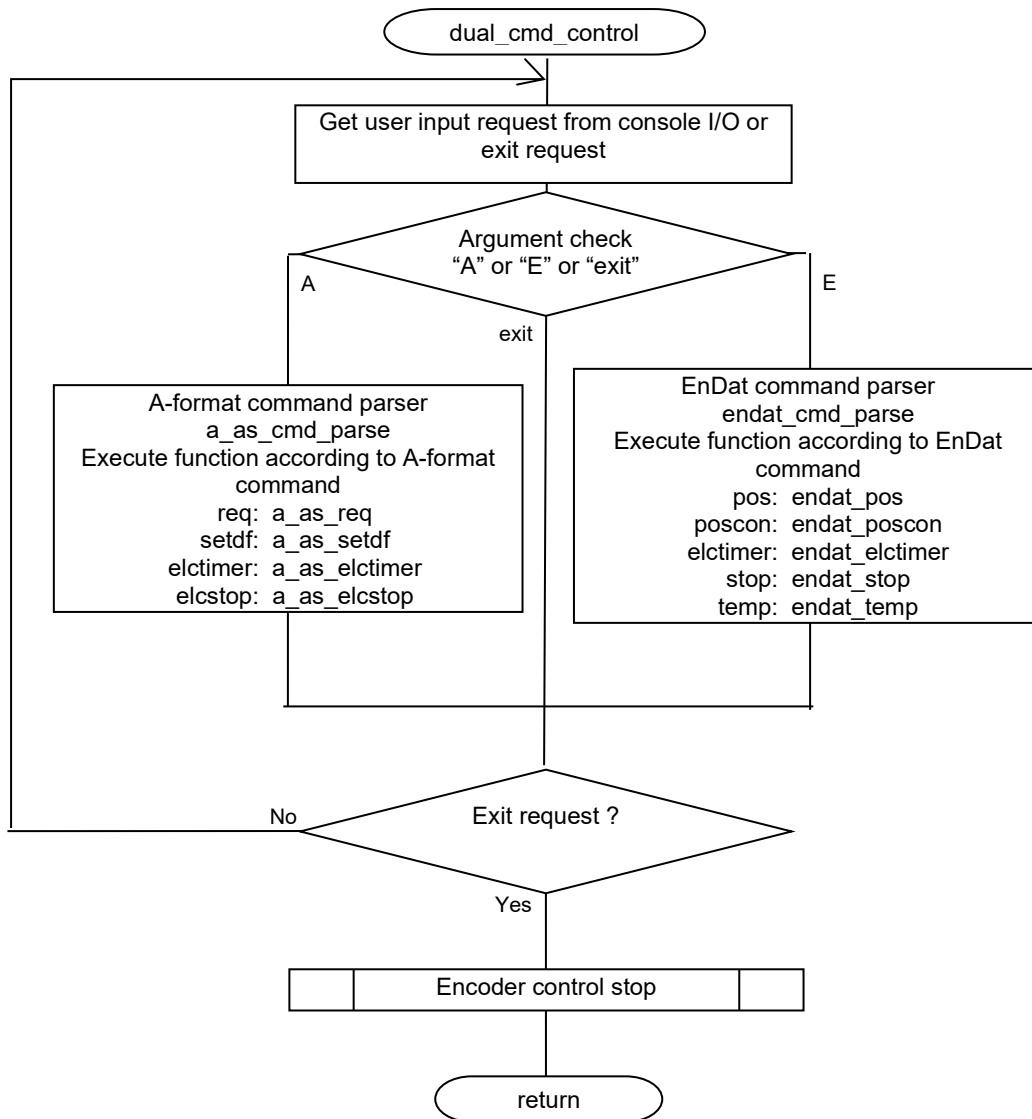 dual_cmd_control
Get user input request from console I/O or
exit request
Argument check
“A” or “E” or “exit”
A
E
exit
A-format command parser
a_as_cmd_parse
Execute function according to A-format
command
req: a_as_req
setdf: a_as_setdf
elctimer: a_as_elctimer
elcstop: a_as_elcstop
EnDat command parser
endat_cmd_parse
Execute function according to EnDat
command
pos: endat_pos
poscon: endat_poscon
elctimer: endat_elctimer
stop: endat_stop
temp: endat_temp
No
Exit request ?
Yes
Encoder control stop
return